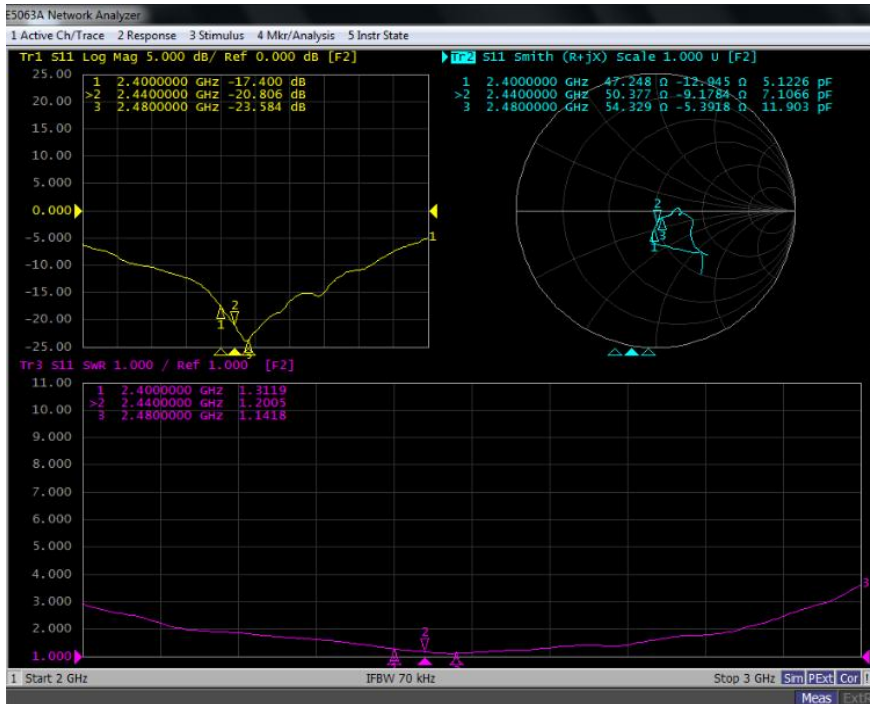 E5063A Network Analyzer
1 Active Ch/Trace 2 Response 3 Stimulus 4 Mkr/Analysis 5 Instr State
Tr1 S11 Log Mag 5.000 dB/ Ref 0.000 dB [F2]
25.00
20.00
15.00
10.00
5.000
0.000
-5.000
-10.00
-15.00
-20.00
-25.00
1 2.4000000 GHz -17.400 dB
>2 2.4400000 GHz -20.806 dB
3 2.4800000 GHz -23.584 dB
1
2
1
3
Tr2 S11 Smith (R+jX) Scale 1.000 U [F2]
1 2.4000000 GHz 47.248 Ω -12.945 Ω 5.1226 pF
>2 2.4400000 GHz 50.377 Ω -9.1784 Ω 7.1066 pF
3 2.4800000 GHz 54.329 Ω -5.3918 Ω 11.903 pF
2
3
1
Tr3 S11 SWR 1.000 / Ref 1.000 [F2]
11.00
10.00
9.000
8.000
7.000
6.000
5.000
4.000
3.000
2.000
1.000
1 2.4000000 GHz 1.3119
>2 2.4400000 GHz 1.2005
3 2.4800000 GHz 1.1418
3
2
1 Start 2 GHz IFBW 70 kHz Stop 3 GHz Sim PExt Cor !
Meas